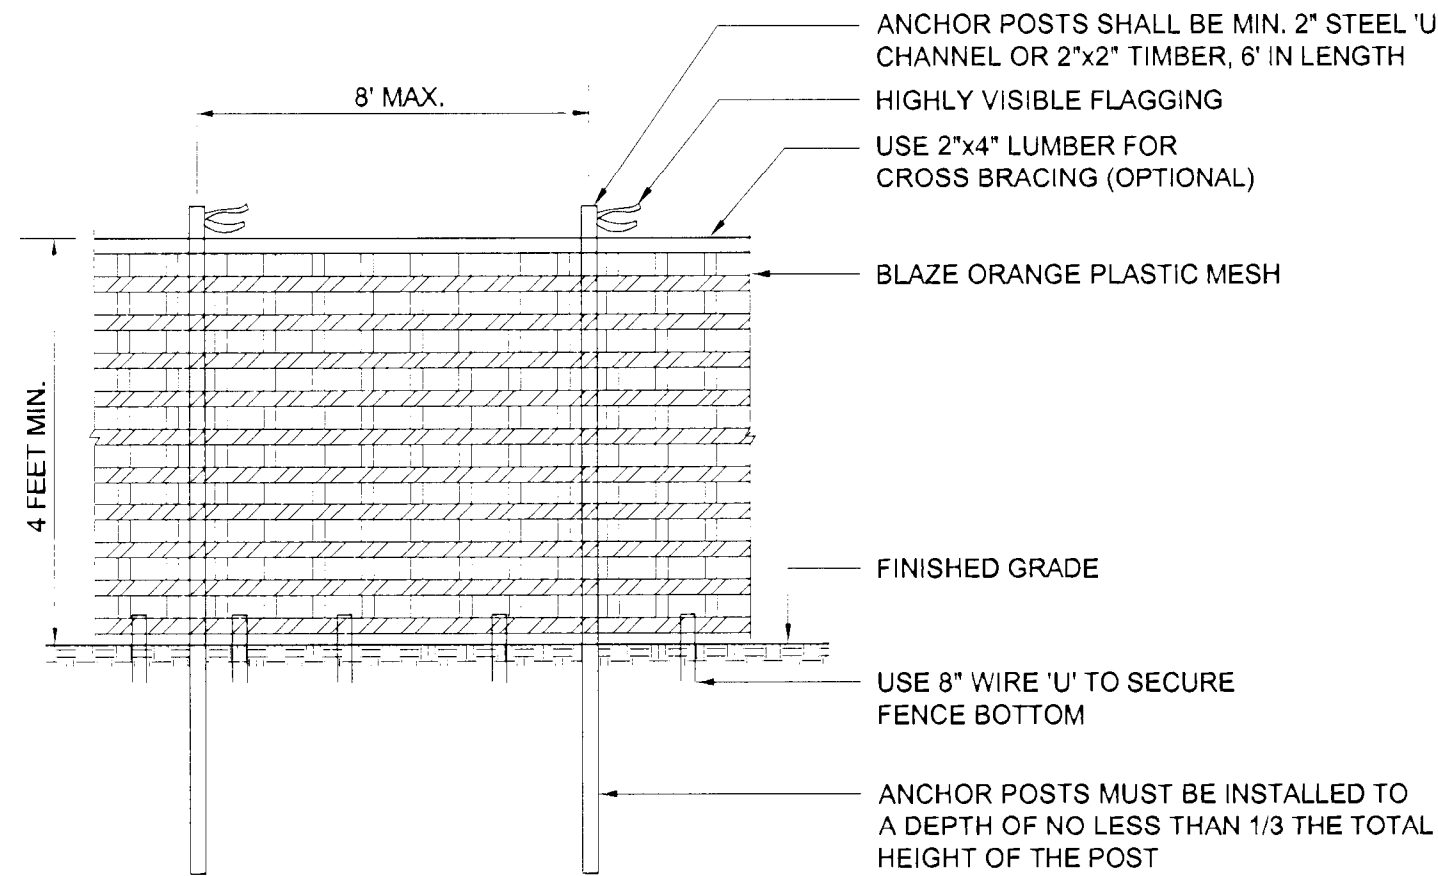 ANCHOR POSTS SHALL BE MIN. 2" STEEL 'U
CHANNEL OR 2"x2" TIMBER, 6' IN LENGTH
8' MAX.
HIGHLY VISIBLE FLAGGING
USE 2"x4" LUMBER FOR
CROSS BRACING (OPTIONAL)
BLAZE ORANGE PLASTIC MESH
4 FEET MIN.
FINISHED GRADE
USE 8" WIRE 'U' TO SECURE
FENCE BOTTOM
ANCHOR POSTS MUST BE INSTALLED TO
A DEPTH OF NO LESS THAN 1/3 THE TOTAL
HEIGHT OF THE POST